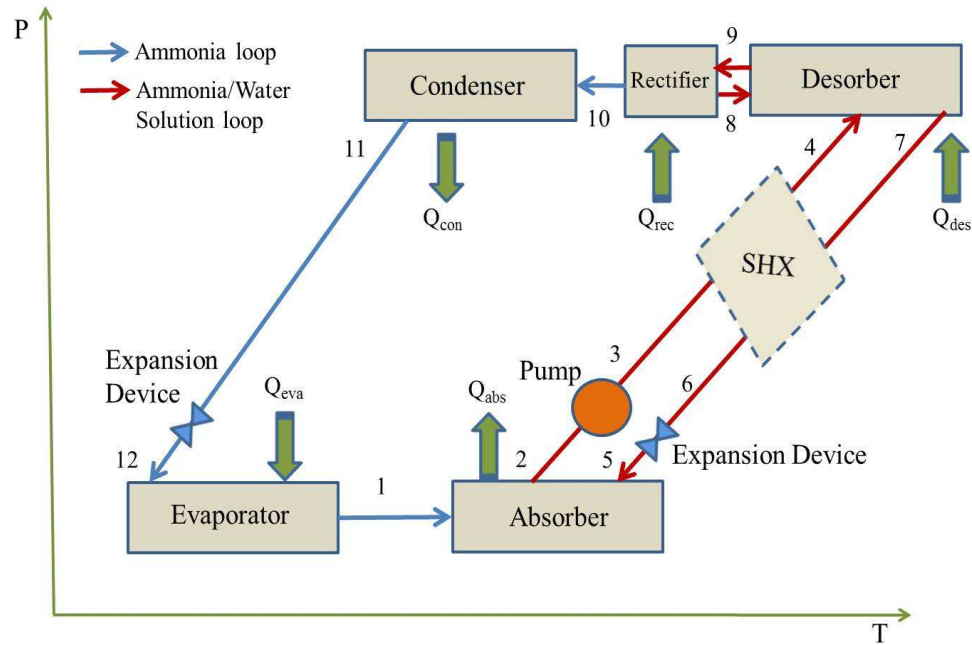 P
Ammonia loop
Ammonia/Water
Solution loop
Condenser
Rectifier
Desorber
9
10
8
11
4
7
Qcon
Qrec
Qdes
SHX
Expansion
Device
Qeva
Qabs
Pump
3
6
12
1
2
5
Expansion Device
Evaporator
Absorber
T